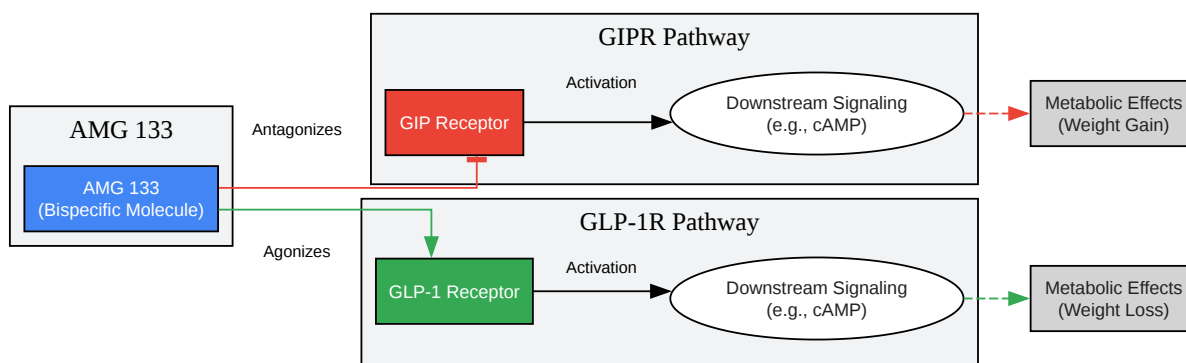 AMG 133
AMG 133
(Bispecific Molecule)
Antagonizes
Agonizes
GIPR Pathway
GIP Receptor
Activation
Downstream Signaling
(e.g., cAMP)
Metabolic Effects
(Weight Gain)
GLP-1R Pathway
GLP-1 Receptor
Activation
Downstream Signaling
(e.g., cAMP)
Metabolic Effects
(Weight Loss)